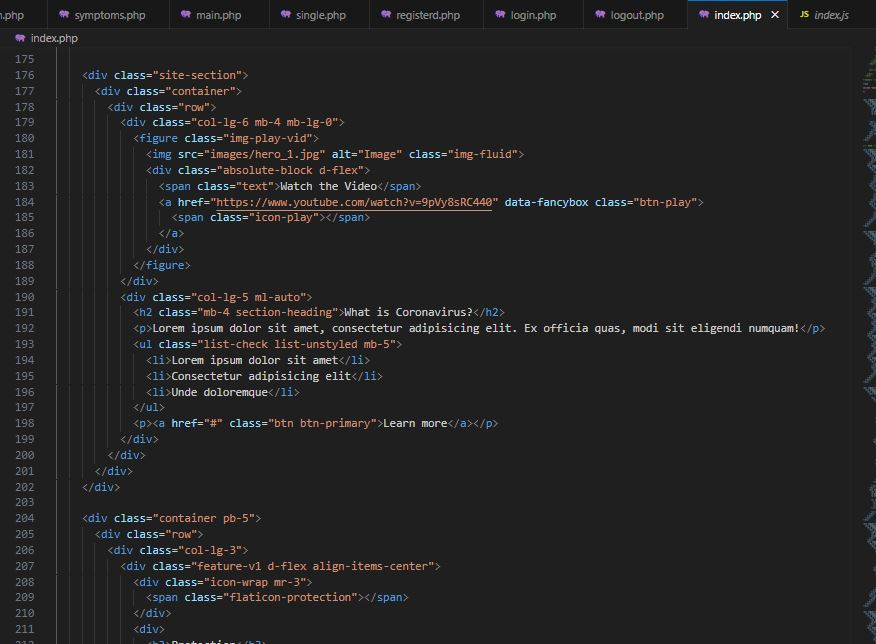 .php symptoms.php main.php single.php registerd.php login.php logout.php index.php × JS index.js
index.php
175
176 <div class="site-section">
177 <div class="container">
178 <div class="row">
179 <div class="col-lg-6 mb-4 mb-lg-0">
180 <figure class="img-play-vid">
181 <img src="images/hero_1.jpg" alt="Image" class="img-fluid">
182 <div class="absolute-block d-flex">
183 <span class="text">Watch the Video</span>
184 <a href="https://www.youtube.com/watch?v=9pVy8sRC440" data-fancybox class="btn-play">
185 <span class="icon-play"></span>
186 </a>
187 </div>
188 </figure>
189 </div>
190 <div class="col-lg-5 ml-auto">
191 <h2 class="mb-4 section-heading">What is Coronavirus?</h2>
192 <p>Lorem ipsum dolor sit amet, consectetur adipisicing elit. Ex officia quas, modi sit eligendi numquam!</p>
193 <ul class="list-check list-unstyled mb-5">
194 <li>Lorem ipsum dolor sit amet</li>
195 <li>Consectetur adipisicing elit</li>
196 <li>Unde doloremque</li>
197 </ul>
198 <p><a href="#" class="btn btn-primary">Learn more</a></p>
199 </div>
200 </div>
201 </div>
202 </div>
203
204 <div class="container pb-5">
205 <div class="row">
206 <div class="col-lg-3">
207 <div class="feature-v1 d-flex align-items-center">
208 <div class="icon-wrap mr-3">
209 <span class="flaticon-protection"></span>
210 </div>
211 <div>
212 <h3>Protection</h3>